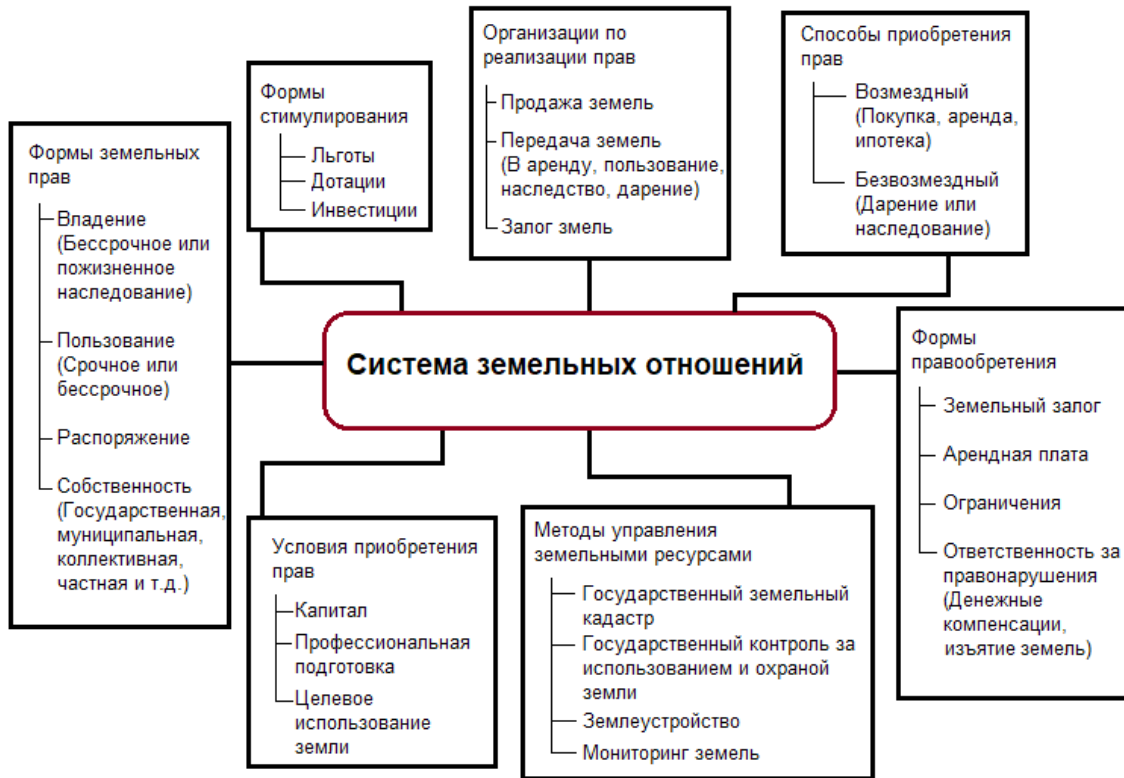 Формы земельных
прав
Владение
(Бессрочное или
пожизненное
наследование)
Пользование
(Срочное или
бессрочное)
Распоряжение
Собственность
(Государственная,
муниципальная,
коллективная,
частная и т.д.)
Формы
стимулирования
Льготы
Дотации
Инвестиции
Организации по
реализации прав
Продажа земель
Передача земель
(В аренду, пользование,
наследство, дарение)
Залог змель
Способы приобретения
прав
Возмездный
(Покупка, аренда,
ипотека)
Безвозмездный
(Дарение или
наследование)
Система земельных отношений
Формы
правообретения
Земельный залог
Арендная плата
Ограничения
Ответственность за
правонарушения
(Денежные
компенсации,
изъятие земель)
Условия приобретения
прав
Капитал
Профессиональная
подготовка
Целевое
использование
земли
Методы управления
земельными ресурсами
Государственный земельный
кадастр
Государственный контроль за
использованием и охраной
земли
Землеустройство
Мониторинг земель